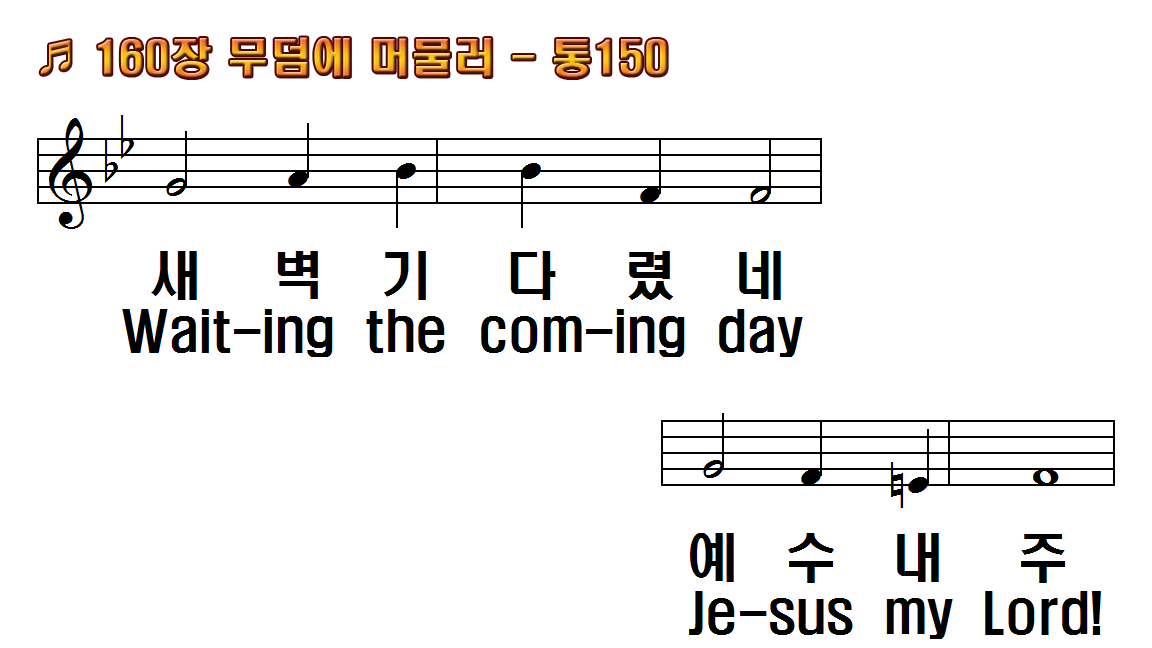 ♬ 160장 무덤에 머물러 - 통150
새 벽 기 다 렸 네
Wait-ing the com-ing day
예 수 내 주
Je-sus my Lord!